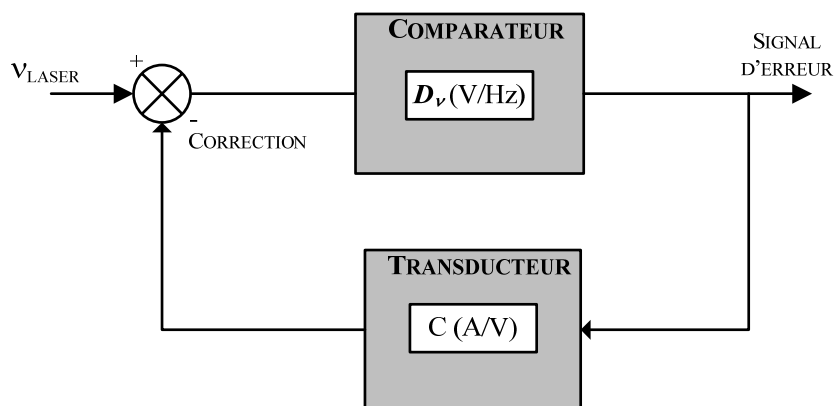 COMPARATEUR
SIGNAL
D'ERREUR
νLASER
+
Dν (V/Hz)
-
CORRECTION
TRANSDUCTEUR
C (A/V)